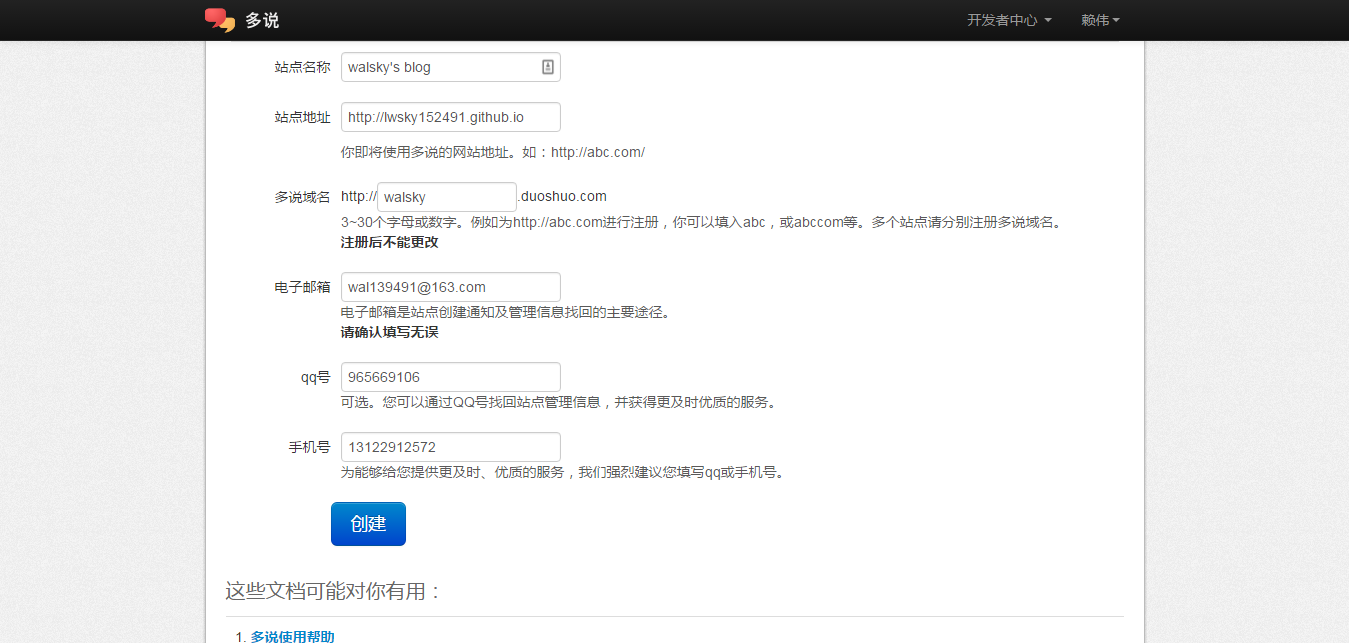 多说 开发者中心 赖伟
站点名称 walsky's blog
站点地址 http://lwsky152491.github.io
你即将使用多说的网站地址。如：http://abc.com/
多说域名 http:// walsky .duoshuo.com
3~30个字母或数字。例如为http://abc.com进行注册，你可以填入abc，或abccom等。多个站点请分别注册多说域名。
注册后不能更改
电子邮箱 wal139491@163.com
电子邮箱是站点创建通知及管理信息找回的主要途径。
请确认填写无误
qq号 965669106
可选。您可以通过QQ号找回站点管理信息，并获得更及时优质的服务。
手机号 13122912572
为能够给您提供更及时、优质的服务，我们强烈建议您填写qq或手机号。
创建
这些文档可能对你有用：
1. 多说使用帮助